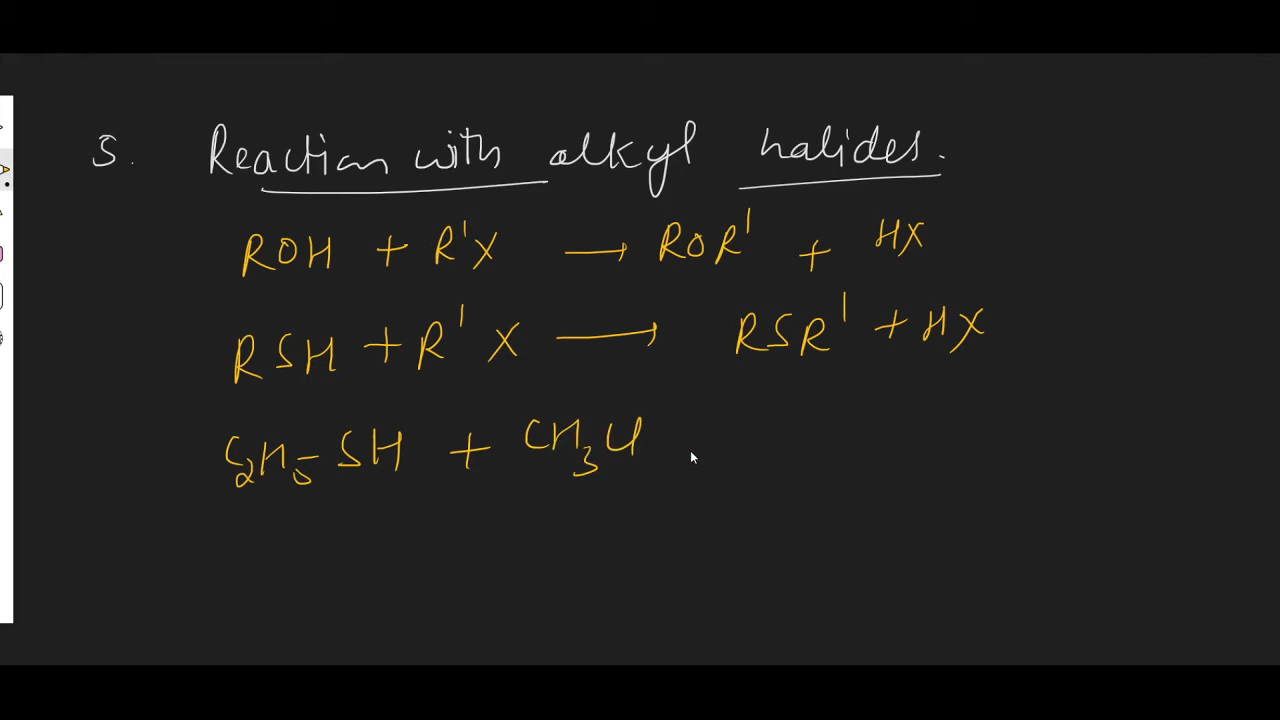 5. Reaction with alkyl halides.
ROH + R'X → ROR' + HX
RSH + R'X → RSR' + HX
C₂H₅-SH + CH₃Cl